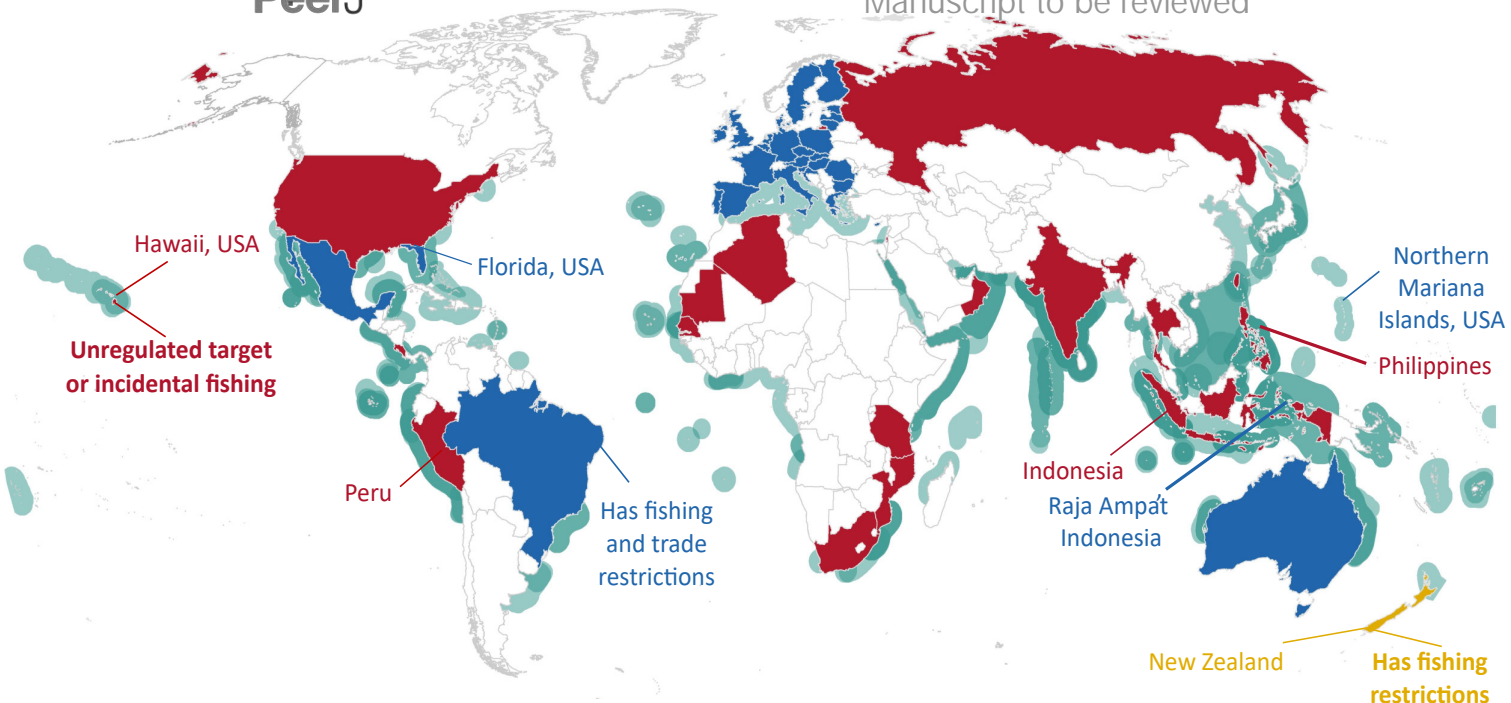 PeerJ
Manuscript to be reviewed
Hawaii, USA
Florida, USA
Northern
Mariana
Islands, USA
Unregulated target
or incidental fishing
Philippines
Peru
Has fishing
and trade
restrictions
Indonesia
Raja Ampat,
Indonesia
New Zealand
Has fishing
restrictions